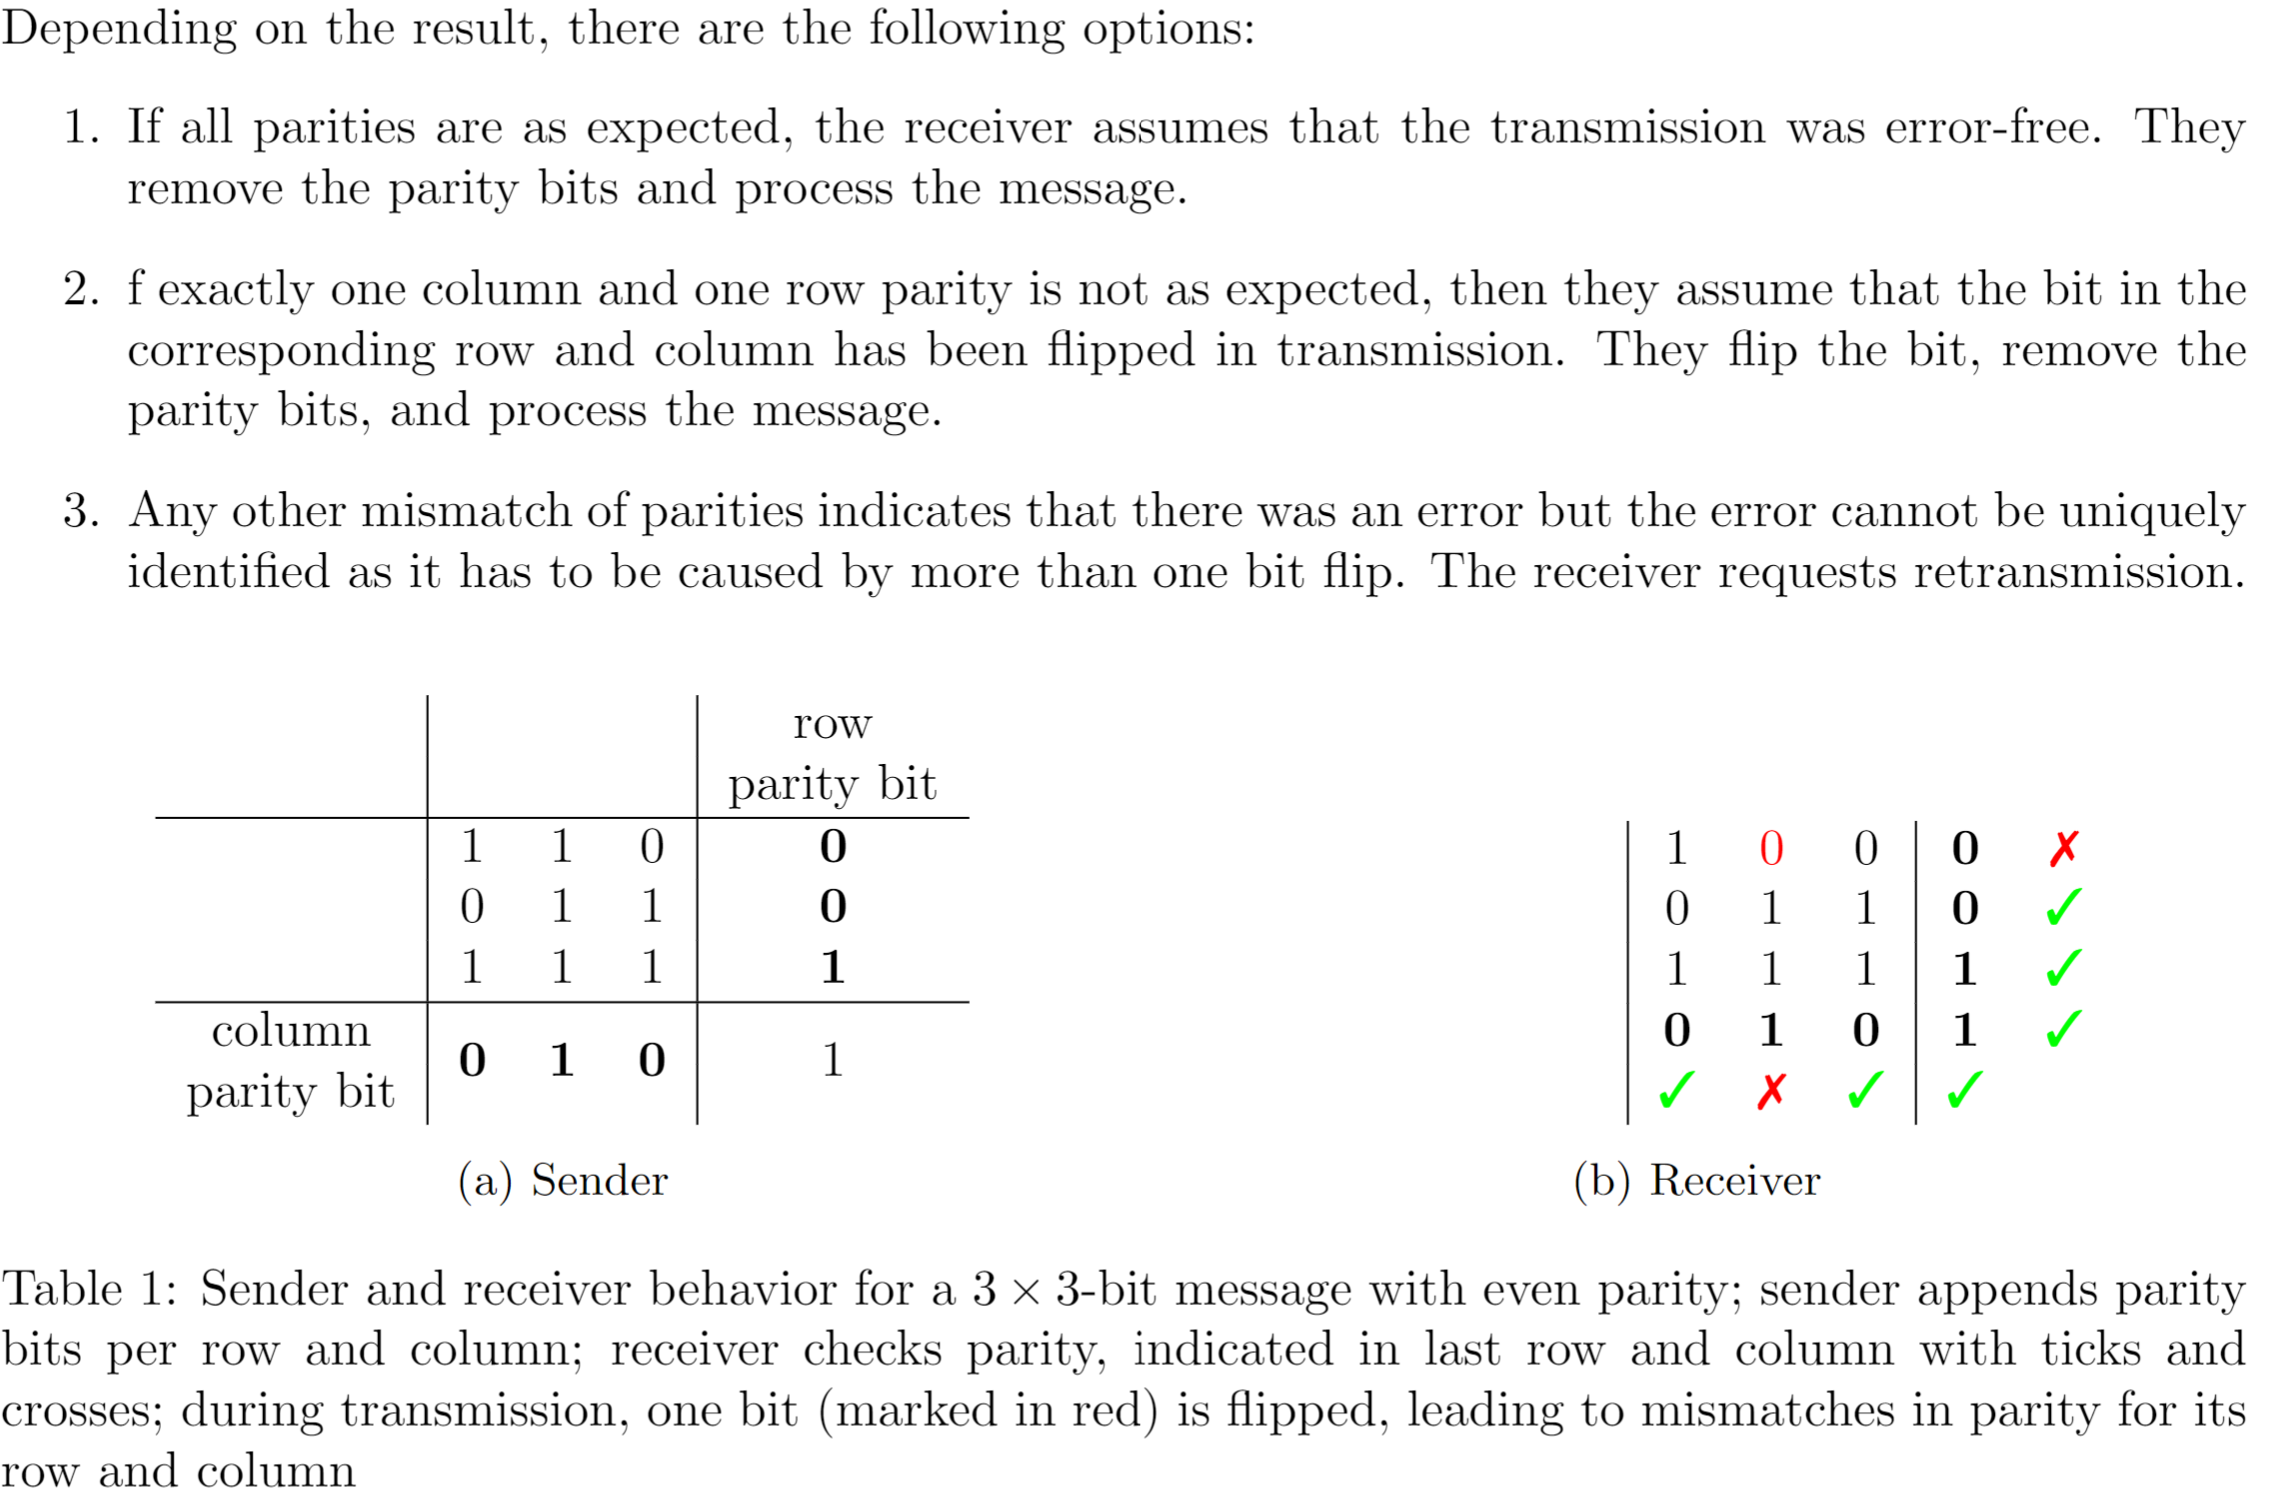 Depending on the result, there are the following options:
1. If all parities are as expected, the receiver assumes that the transmission was error-free. They
remove the parity bits and process the message.
2. f exactly one column and one row parity is not as expected, then they assume that the bit in the
corresponding row and column has been flipped in transmission. They flip the bit, remove the
parity bits, and process the message.
3. Any other mismatch of parities indicates that there was an error but the error cannot be uniquely
identified as it has to be caused by more than one bit flip. The receiver requests retransmission.
row
parity bit
1 1 0 0
0 1 1 0
1 1 1 1
column
parity bit
0 1 0 1
(a) Sender
1 0 0 0 ✗
0 1 1 0 ✓
1 1 1 1 ✓
0 1 0 1 ✓
✓ ✗ ✓ ✓
(b) Receiver
Table 1: Sender and receiver behavior for a 3 × 3-bit message with even parity; sender appends parity
bits per row and column; receiver checks parity, indicated in last row and column with ticks and
crosses; during transmission, one bit (marked in red) is flipped, leading to mismatches in parity for its
row and column